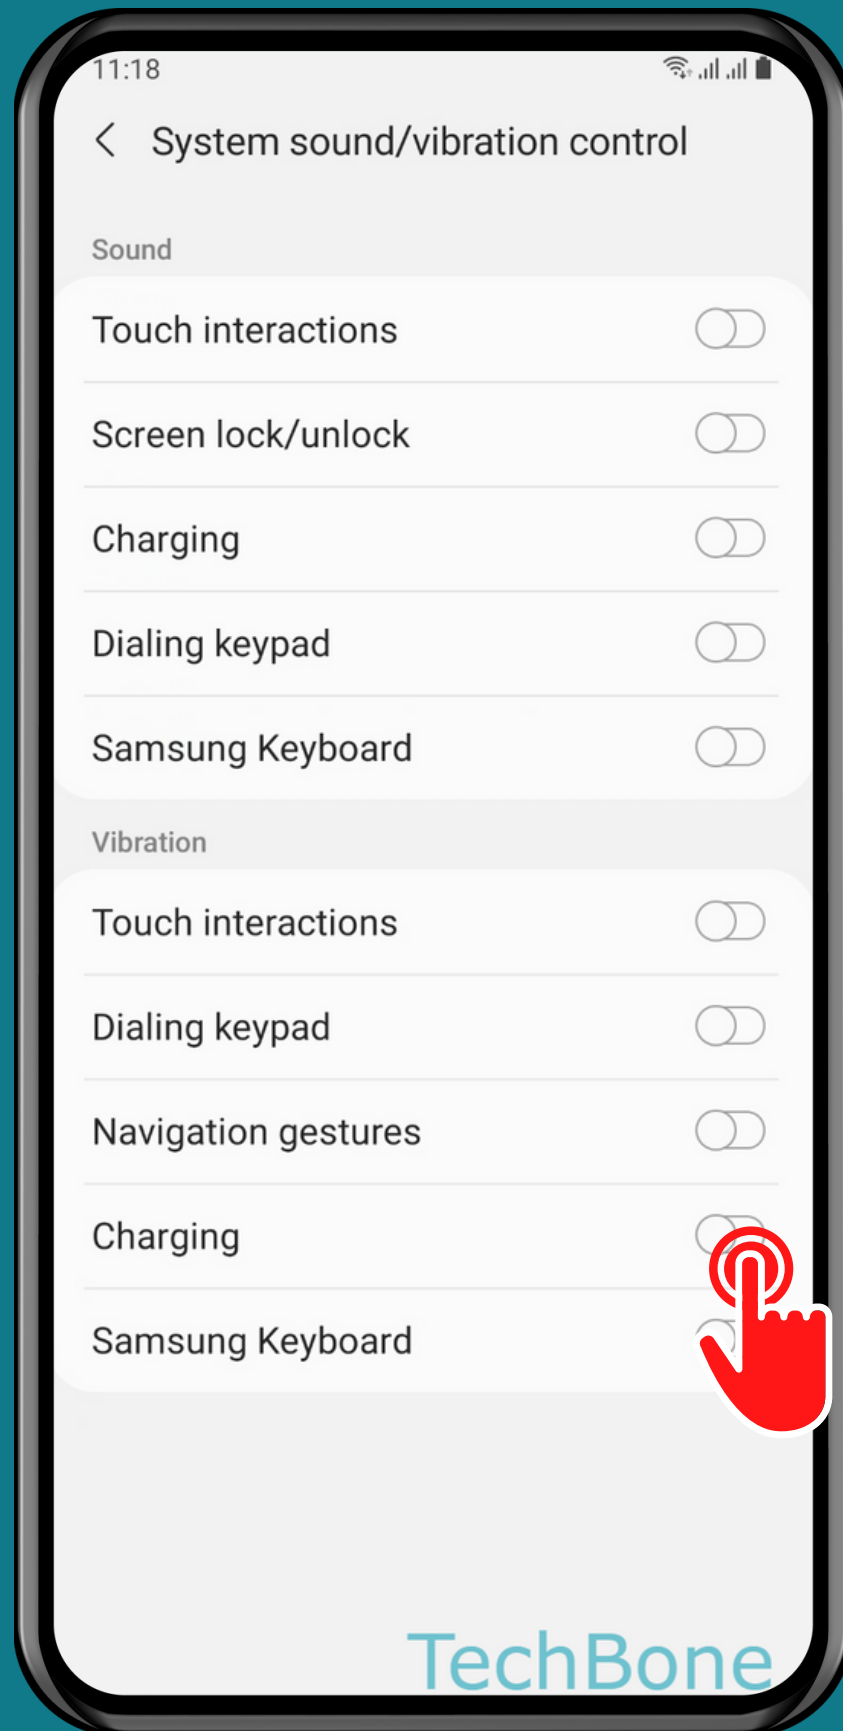 11:18
System sound/vibration control
Sound
Touch interactions
Screen lock/unlock
Charging
Dialing keypad
Samsung Keyboard
Vibration
Touch interactions
Dialing keypad
Navigation gestures
Charging
Samsung Keyboard
TechBone